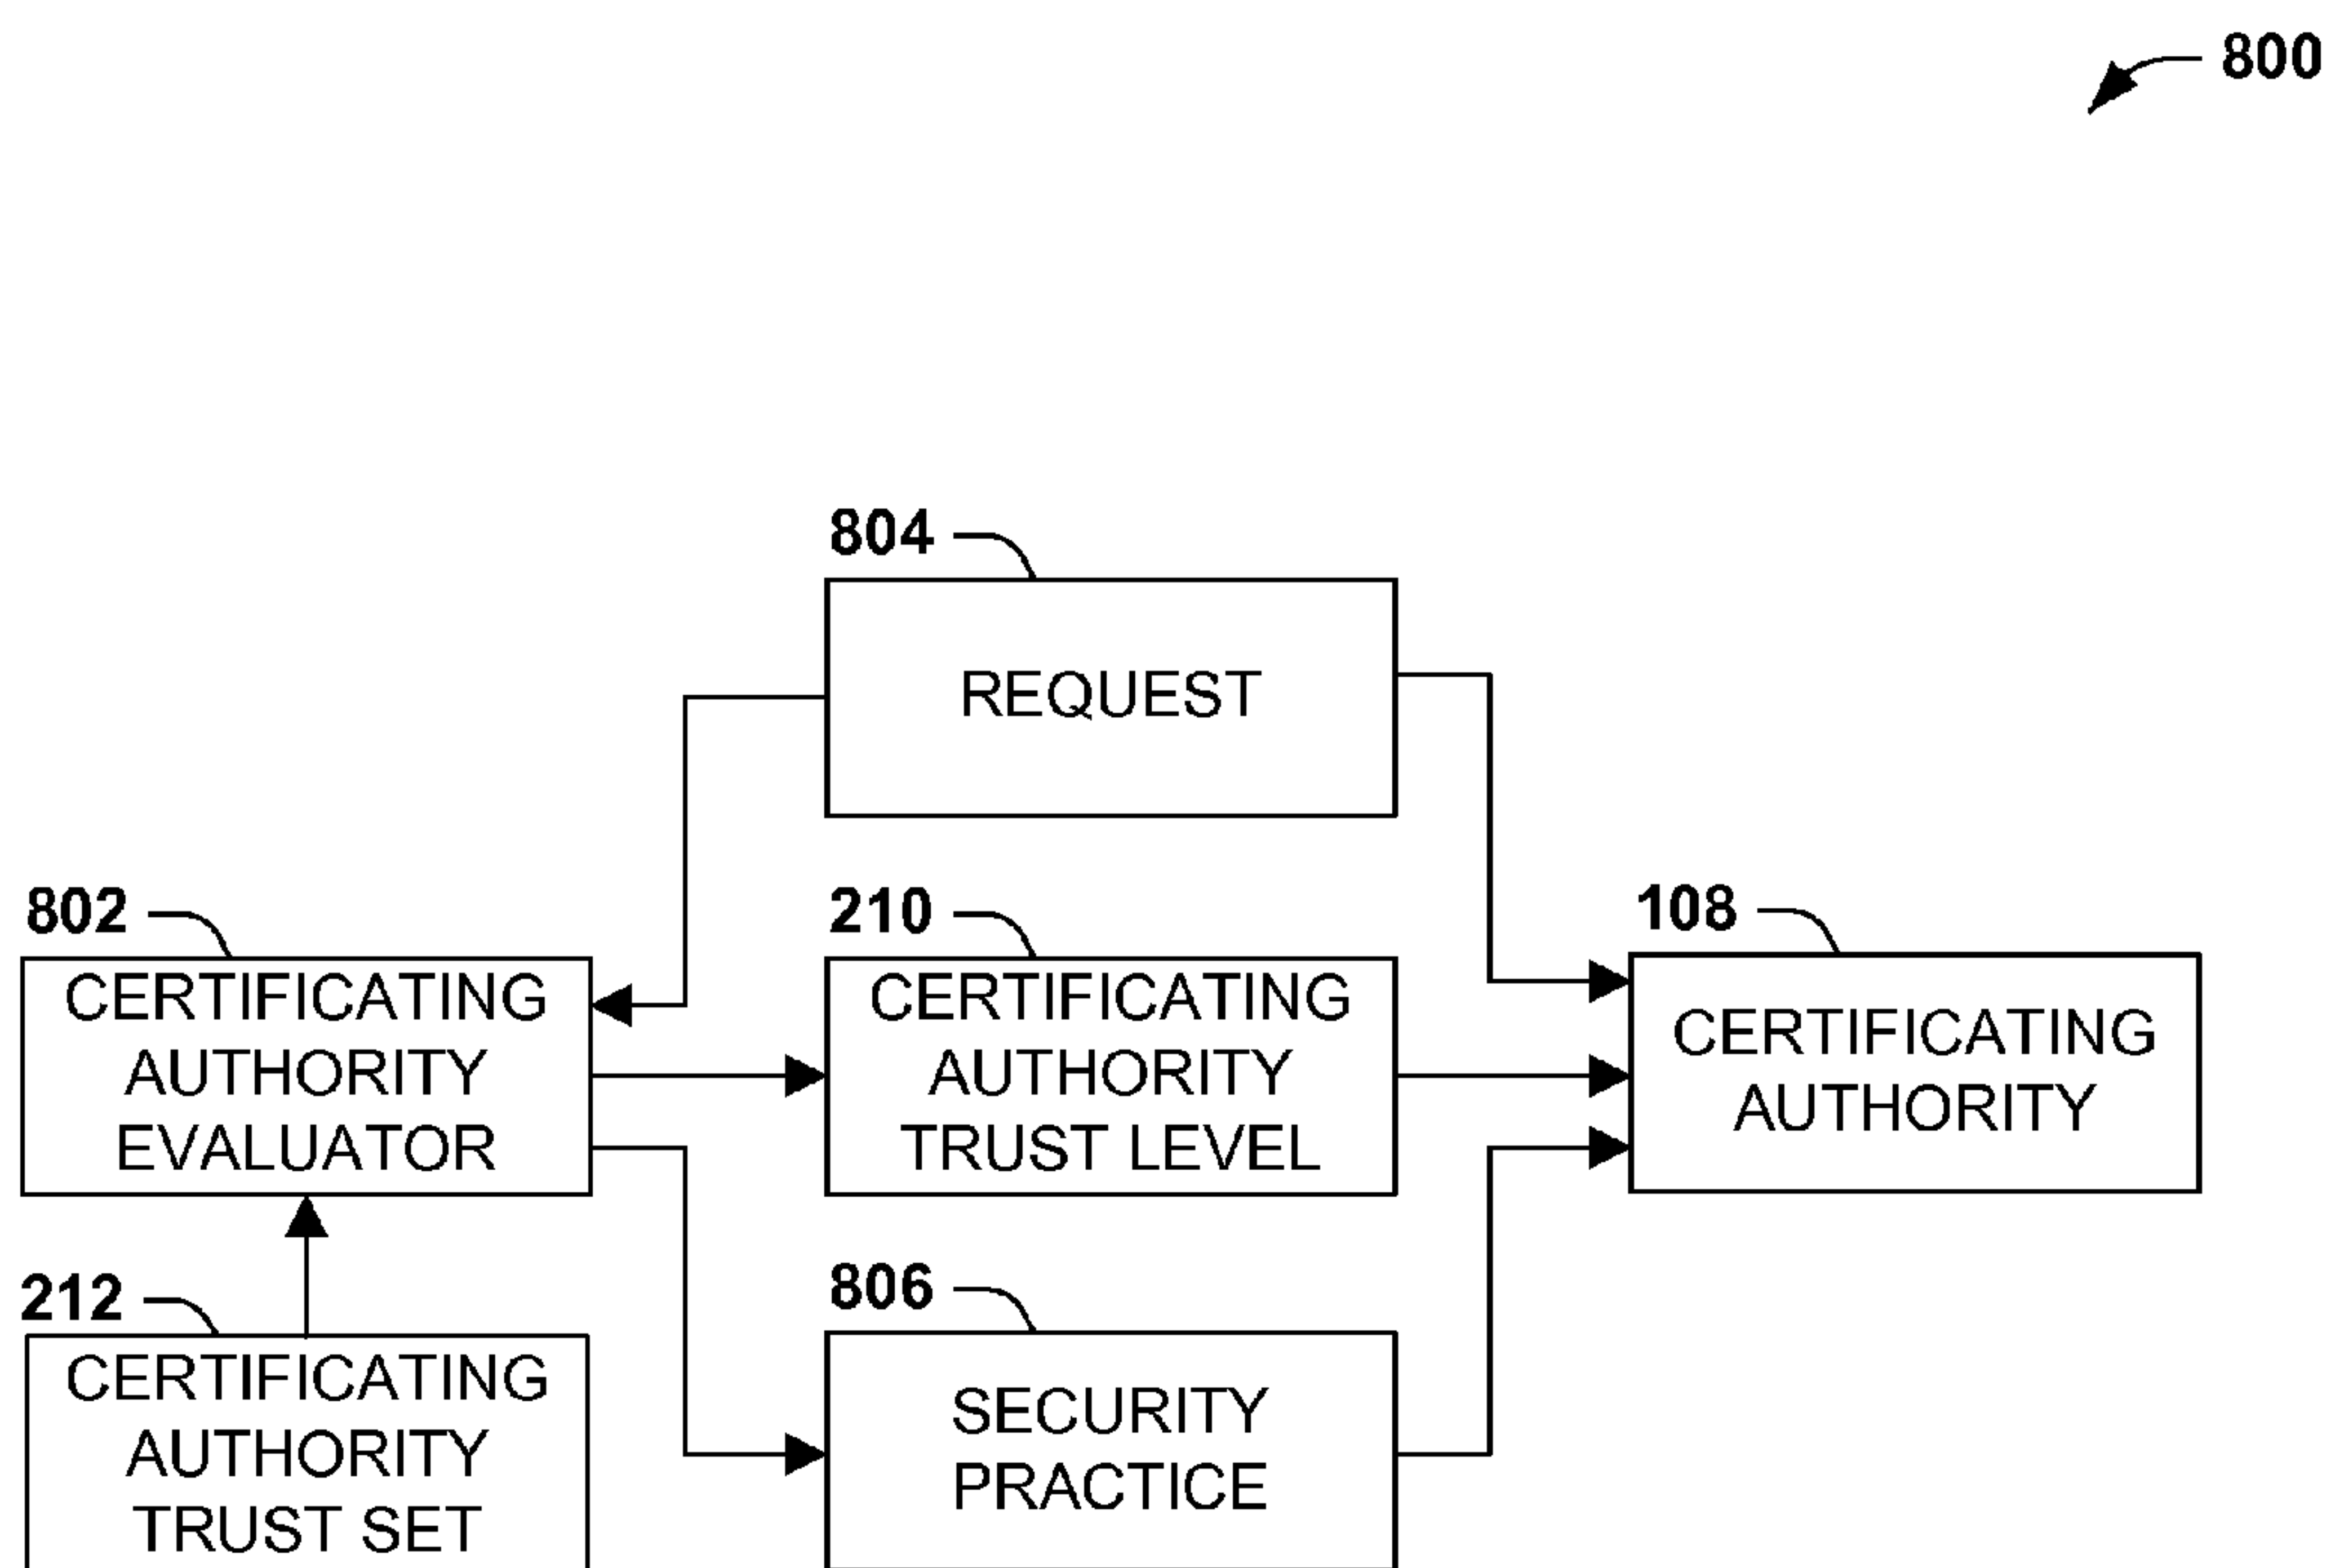 800
804
REQUEST
802
CERTIFICATING
AUTHORITY
EVALUATOR
210
CERTIFICATING
AUTHORITY
TRUST LEVEL
108
CERTIFICATING
AUTHORITY
212
CERTIFICATING
AUTHORITY
TRUST SET
806
SECURITY
PRACTICE